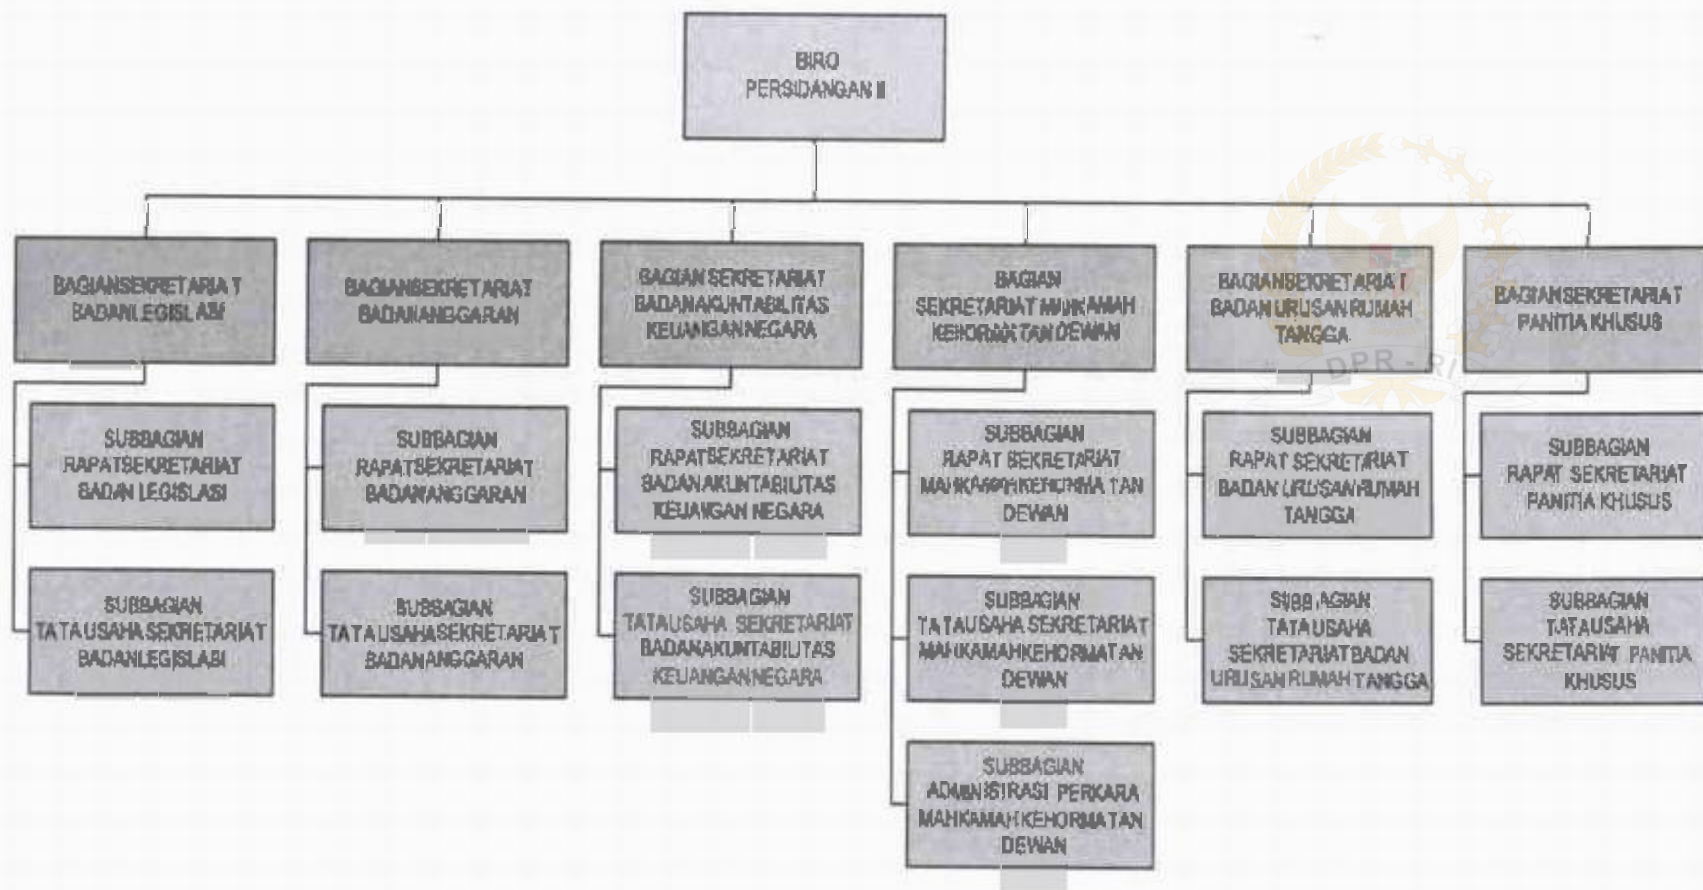 BIRO
PERSIDANGAN II
BAGIAN SEKRETARIAT
BADAN LEGISLASI
BAGIAN SEKRETARIAT
BADAN ANGGARAN
BAGIAN SEKRETARIAT
BADAN AKUNTABILITAS
KEUANGAN NEGARA
BAGIAN
SEKRETARIAT MAHKAMAH
KEHORMATAN DEWAN
BAGIAN SEKRETARIAT
BADAN URUSAN RUMAH
TANGGA
BAGIAN SEKRETARIAT
PANITIA KHUSUS
DPR - RI
SUBBAGIAN
RAPAT SEKRETARIAT
BADAN LEGISLASI
SUBBAGIAN
RAPAT SEKRETARIAT
BADAN ANGGARAN
SUBBAGIAN
RAPAT SEKRETARIAT
BADAN AKUNTABILITAS
KEUANGAN NEGARA
SUBBAGIAN
RAPAT SEKRETARIAT
MAHKAMAH KEHORMATAN
DEWAN
SUBBAGIAN
RAPAT SEKRETARIAT
BADAN URUSAN RUMAH
TANGGA
SUBBAGIAN
RAPAT SEKRETARIAT
PANITIA KHUSUS
SUBBAGIAN
TATA USAHA SEKRETARIAT
BADAN LEGISLASI
SUBBAGIAN
TATA USAHA SEKRETARIAT
BADAN ANGGARAN
SUBBAGIAN
TATA USAHA SEKRETARIAT
BADAN AKUNTABILITAS
KEUANGAN NEGARA
SUBBAGIAN
TATA USAHA SEKRETARIAT
MAHKAMAH KEHORMATAN
DEWAN
SUBBAGIAN
TATA USAHA
SEKRETARIAT BADAN
URUSAN RUMAH TANGGA
SUBBAGIAN
TATA USAHA
SEKRETARIAT PANITIA
KHUSUS
SUBBAGIAN
ADMINISTRASI PERKARA
MAHKAMAH KEHORMATAN
DEWAN